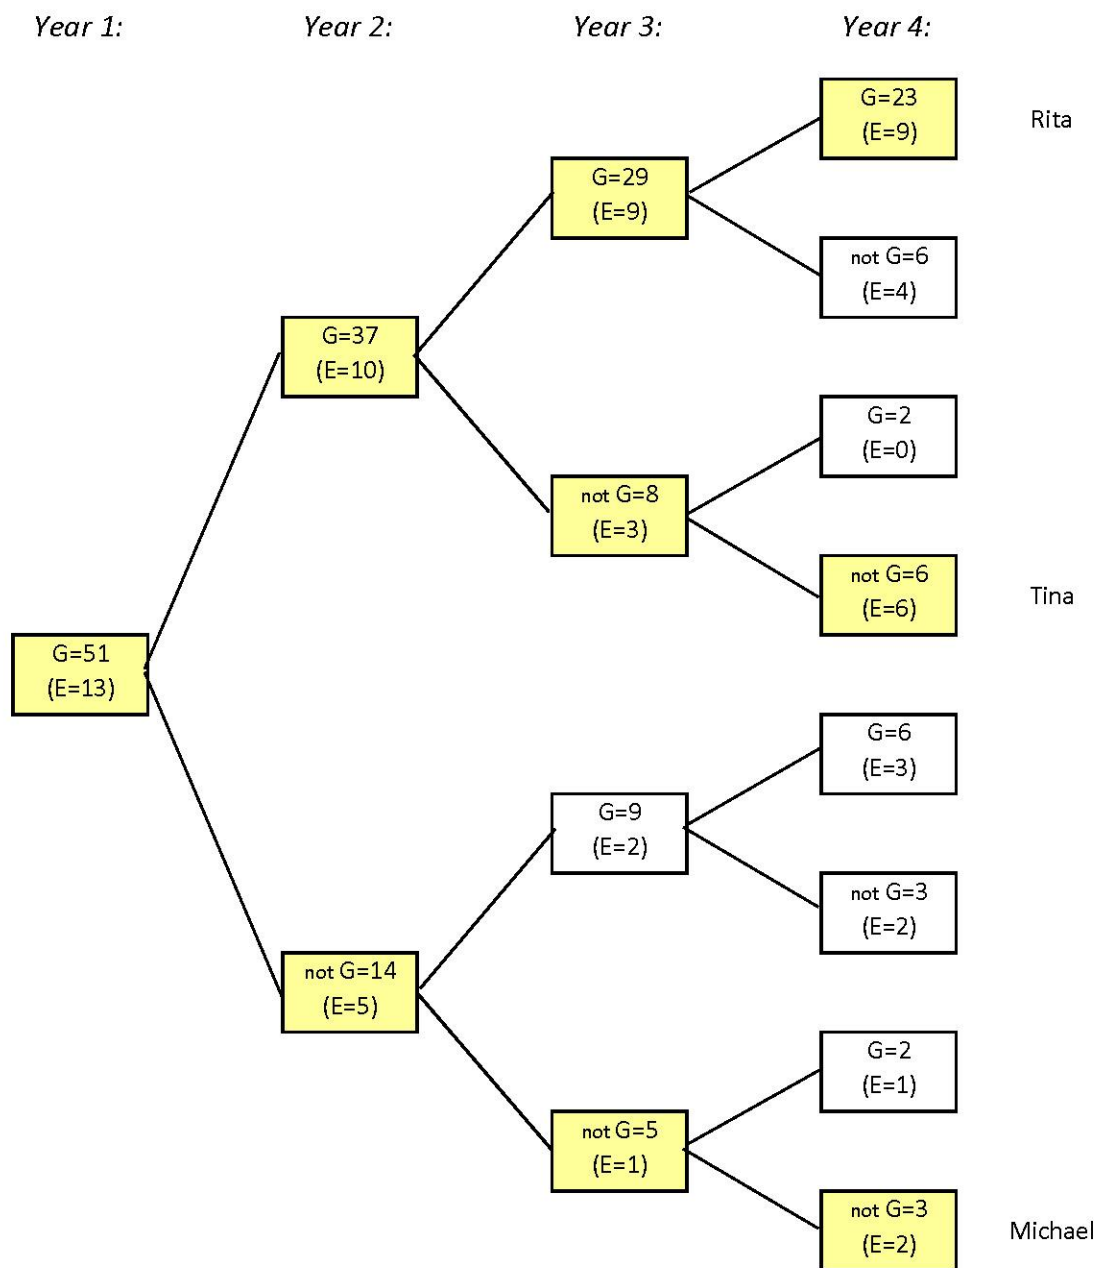 Year 1: Year 2: Year 3: Year 4:
G=23
(E=9)
Rita
G=29
(E=9)
not G=6
(E=4)
G=37
(E=10)
G=2
(E=0)
not G=8
(E=3)
not G=6
(E=6)
Tina
G=51
(E=13)
G=6
(E=3)
G=9
(E=2)
not G=3
(E=2)
not G=14
(E=5)
G=2
(E=1)
not G=5
(E=1)
not G=3
(E=2)
Michael